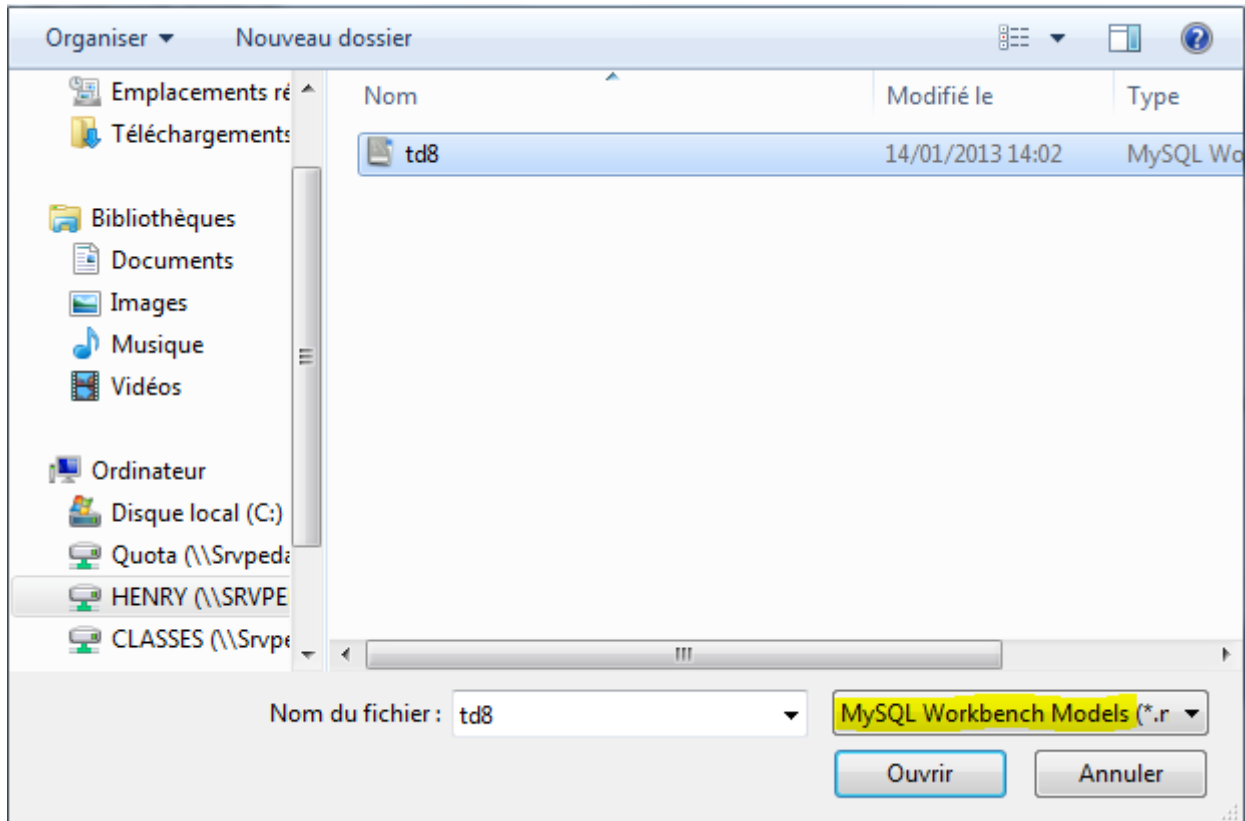 Organiser Nouveau dossier
Emplacements ré
Téléchargements
Bibliothèques
Documents
Images
Musique
Vidéos
Ordinateur
Disque local (C:)
Quota (\\Srvpeda
HENRY (\\SRVPE
CLASSES (\\Srvpe
Nom Modifié le Type
td8 14/01/2013 14:02 MySQL Wo
Nom du fichier : td8 MySQL Workbench Models (*.r
Ouvrir Annuler